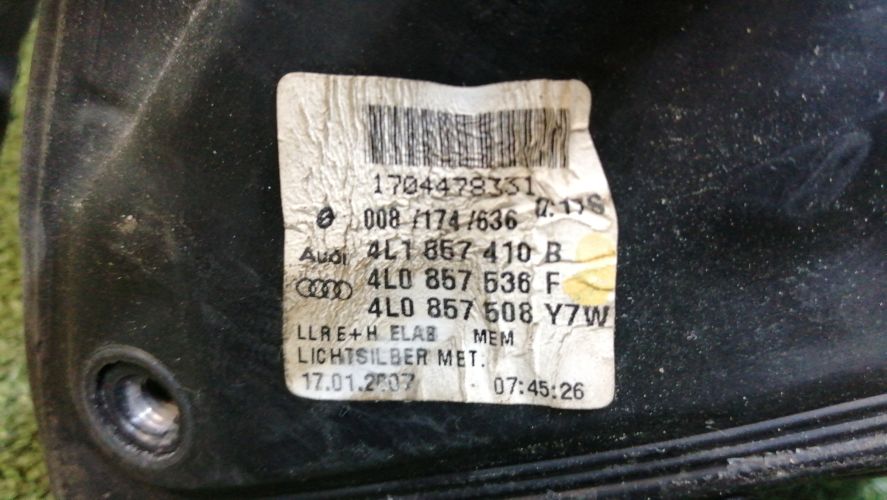 1704478331
008/174/636
Audi 4L1 857 410 B
4L0 857 536 F
4L0 857 508 Y7W
LLRE+H ELAB MEM
LICHTSILBER MET.
17.01.2007 07:45:26